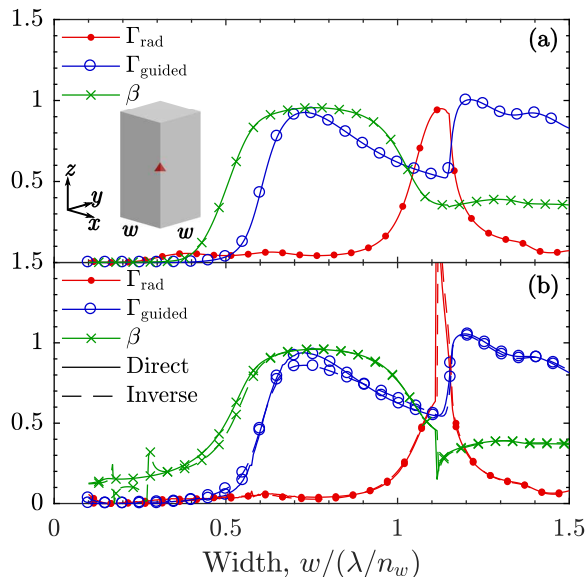 1.5
(a)
Γrad
Γguided
β
1
0.5
z
y
x
w w
1.5
(b)
Γrad
Γguided
β
Direct
Inverse
1
0.5
0
0 0.5 1 1.5
Width, w/(λ/n_w)